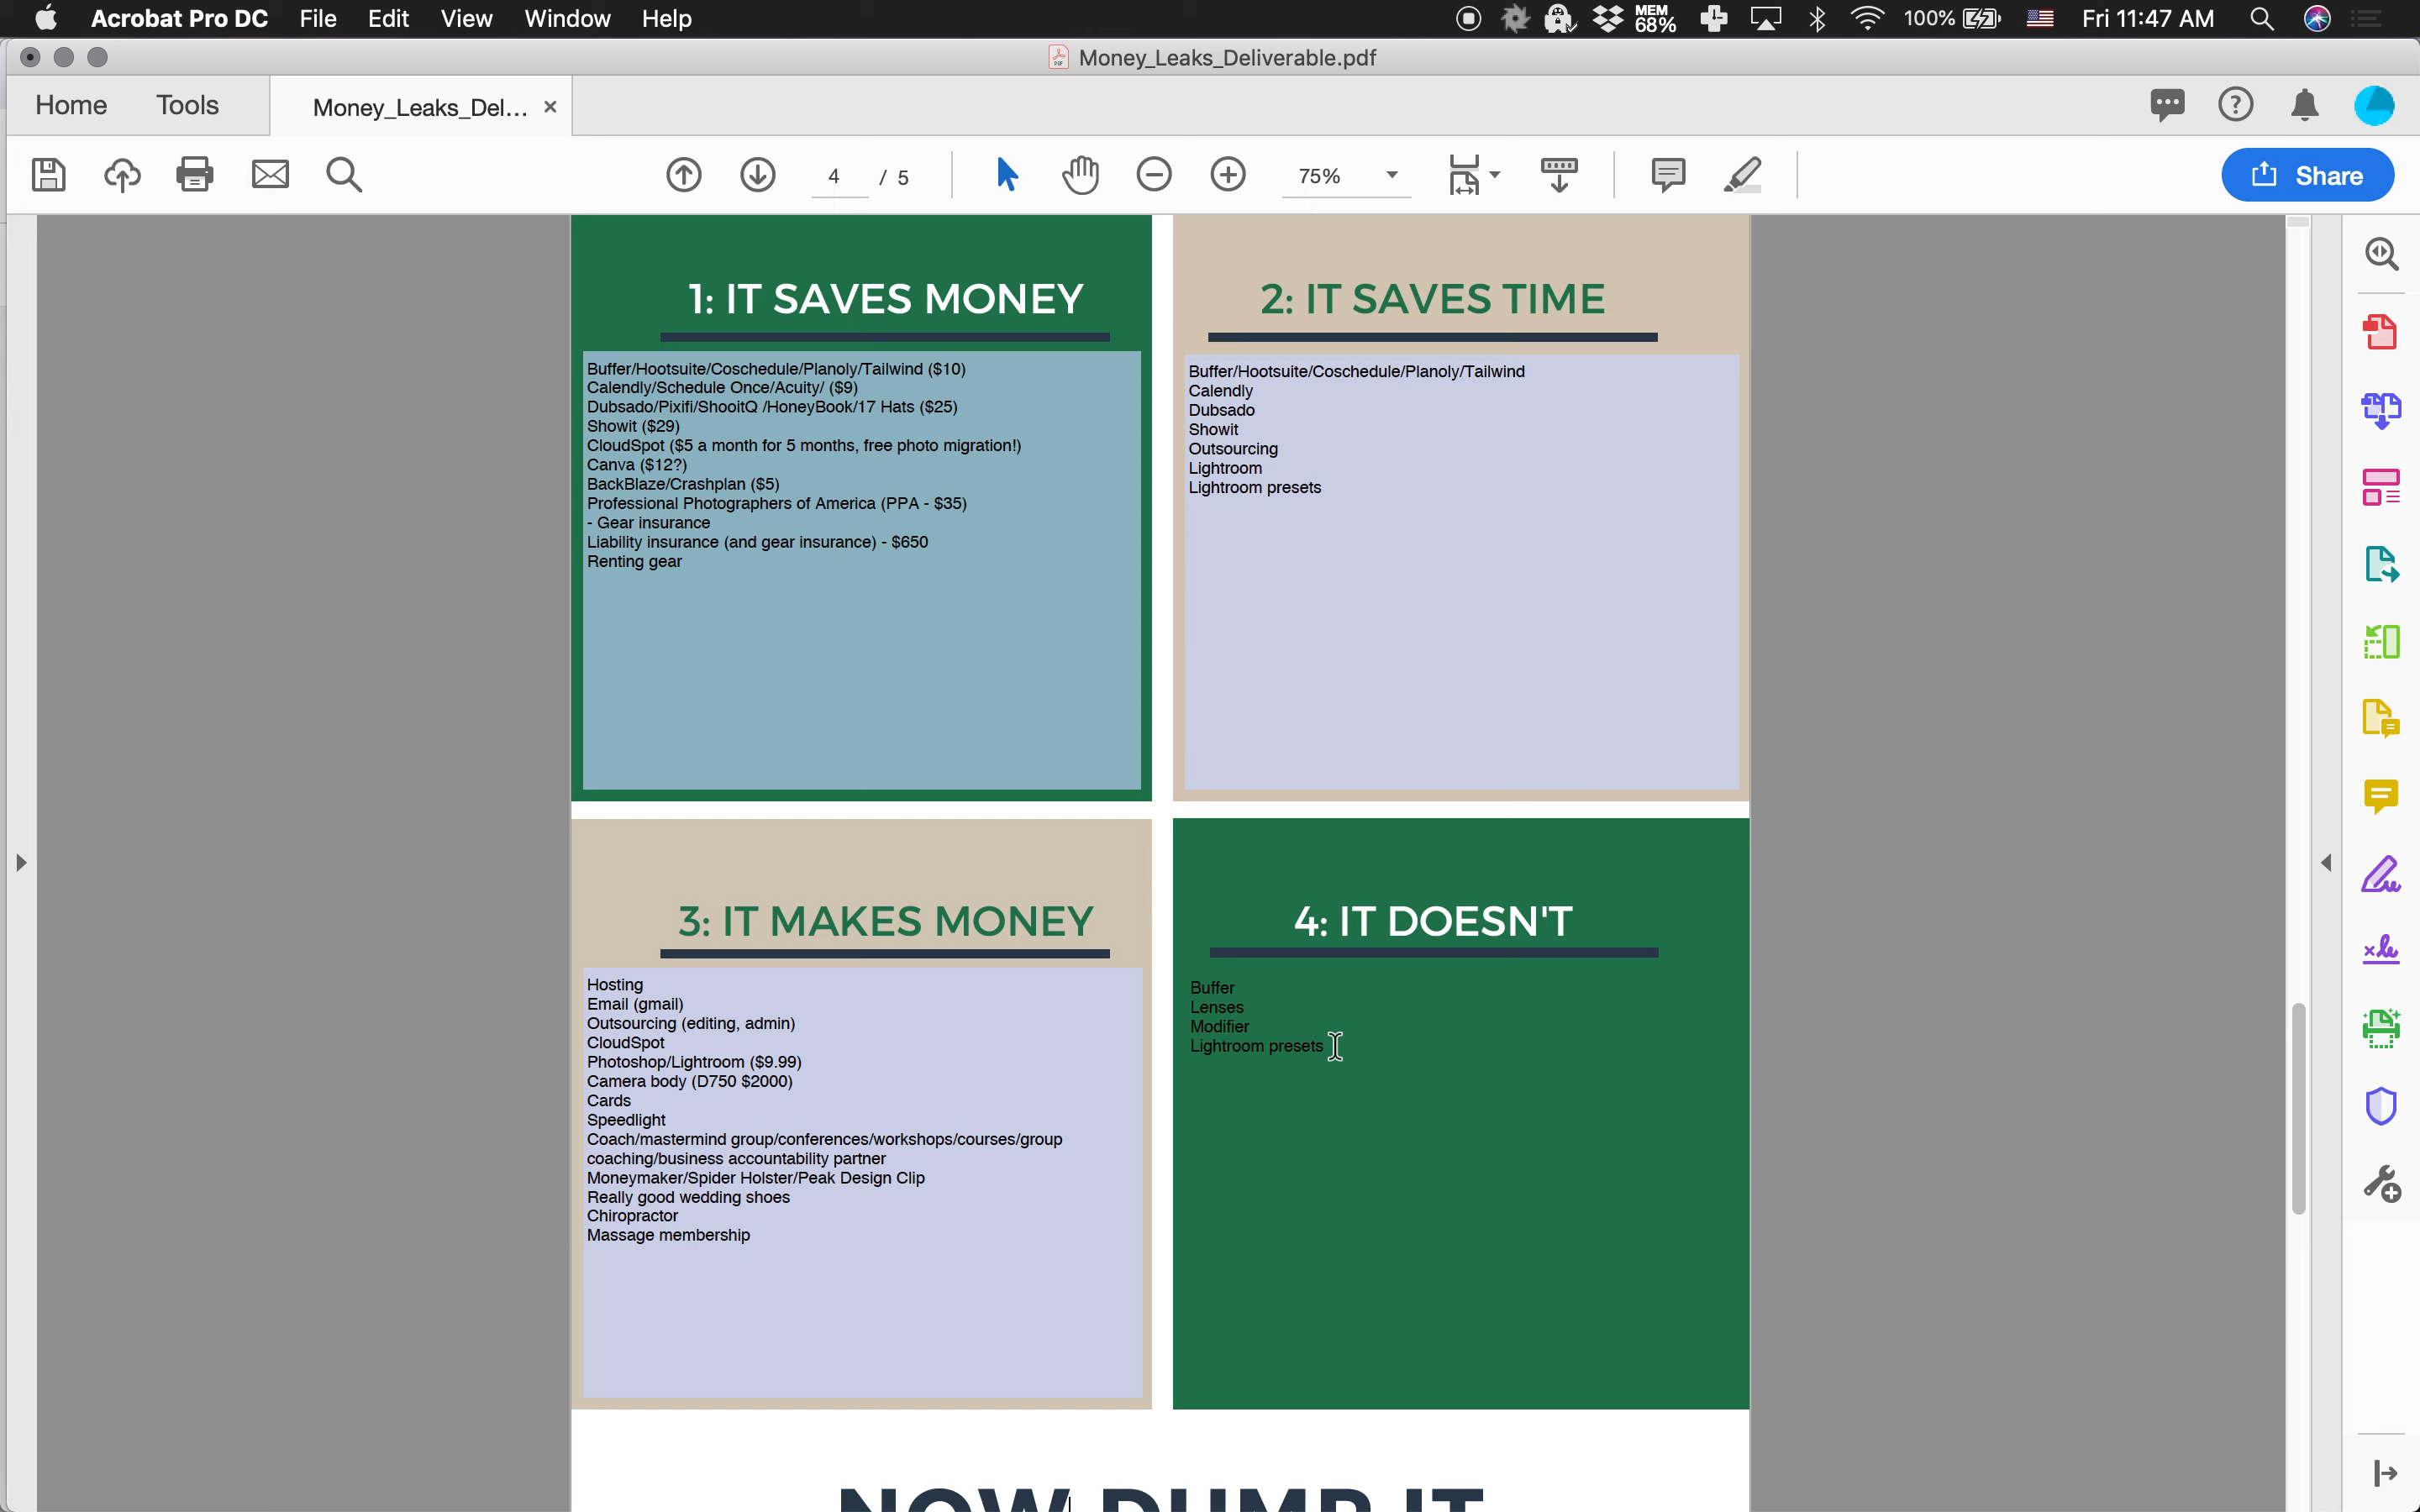 Acrobat Pro DC File Edit View Window Help MEM 68% 100% Fri 11:47 AM
Money_Leaks_Deliverable.pdf
Home Tools Money_Leaks_Del...
4 / 5 75% Share
1: IT SAVES MONEY
Buffer/Hootsuite/Coschedule/Planoly/Tailwind ($10)
Calendly/Schedule Once/Acuity/ ($9)
Dubsado/Pixifi/ShooitQ /HoneyBook/17 Hats ($25)
Showit ($29)
CloudSpot ($5 a month for 5 months, free photo migration!)
Canva ($12?)
BackBlaze/Crashplan ($5)
Professional Photographers of America (PPA - $35)
- Gear insurance
Liability insurance (and gear insurance) - $650
Renting gear
2: IT SAVES TIME
Buffer/Hootsuite/Coschedule/Planoly/Tailwind
Calendly
Dubsado
Showit
Outsourcing
Lightroom
Lightroom presets
3: IT MAKES MONEY
Hosting
Email (gmail)
Outsourcing (editing, admin)
CloudSpot
Photoshop/Lightroom ($9.99)
Camera body (D750 $2000)
Cards
Speedlight
Coach/mastermind group/conferences/workshops/courses/group
coaching/business accountability partner
Moneymaker/Spider Holster/Peak Design Clip
Really good wedding shoes
Chiropractor
Massage membership
4: IT DOESN'T
Buffer
Lenses
Modifier
Lightroom presets
NOW DUMP IT